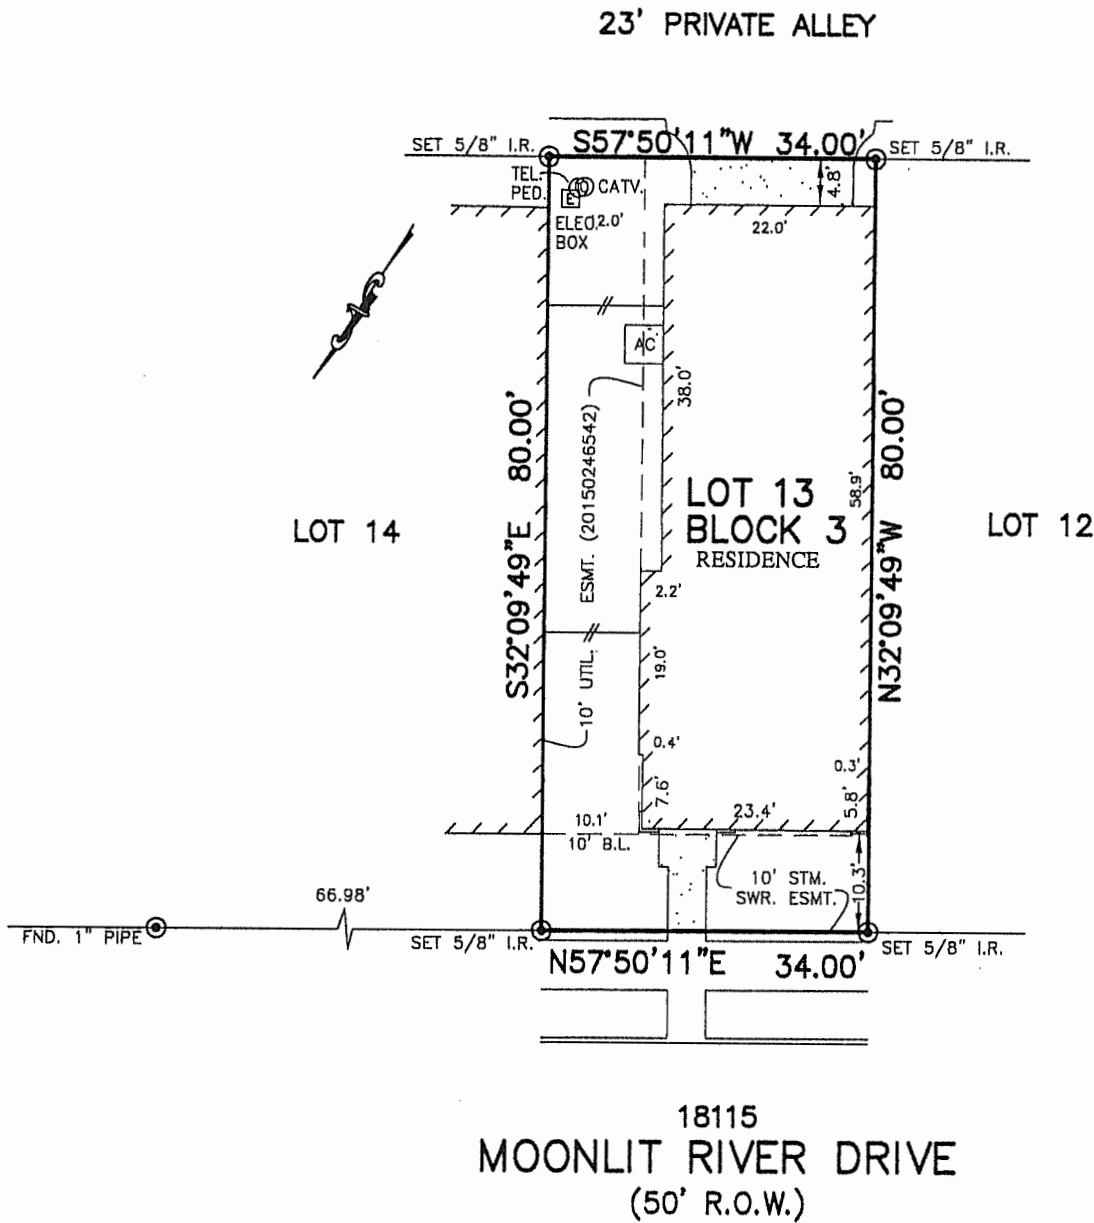 23' PRIVATE ALLEY
SET 5/8" I.R.
S57°50'11"W 34.00'
SET 5/8" I.R.
TEL.
PED.
CATV.
E
ELEC.
BOX
2.0'
4.8'
22.0'
AC
38.0'
S32°09'49"E 80.00'
10' UTIL. ESMT. (20150246542)
LOT 14
LOT 13
BLOCK 3
RESIDENCE
58.9'
N32°09'49"W 80.00'
LOT 12
2.2'
19.0'
0.4'
7.6'
0.3'
5.8'
23.4'
10.1'
10' B.L.
10' STM.
SWR. ESMT.
10.3'
66.98'
FND. 1" PIPE
SET 5/8" I.R.
N57°50'11"E 34.00'
SET 5/8" I.R.
18115
MOONLIT RIVER DRIVE
(50' R.O.W.)